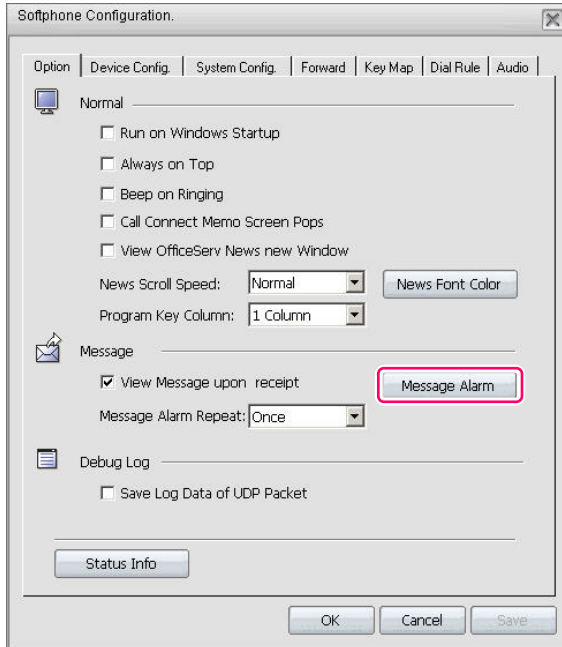 Softphone Configuration.
Option Device Config. System Config. Forward Key Map Dial Rule Audio
Normal
Run on Windows Startup
Always on Top
Beep on Ringing
Call Connect Memo Screen Pops
View OfficeServ News new Window
News Scroll Speed: Normal News Font Color
Program Key Column: 1 Column
Message
View Message upon receipt Message Alarm
Message Alarm Repeat: Once
Debug Log
Save Log Data of UDP Packet
Status Info
OK Cancel Save